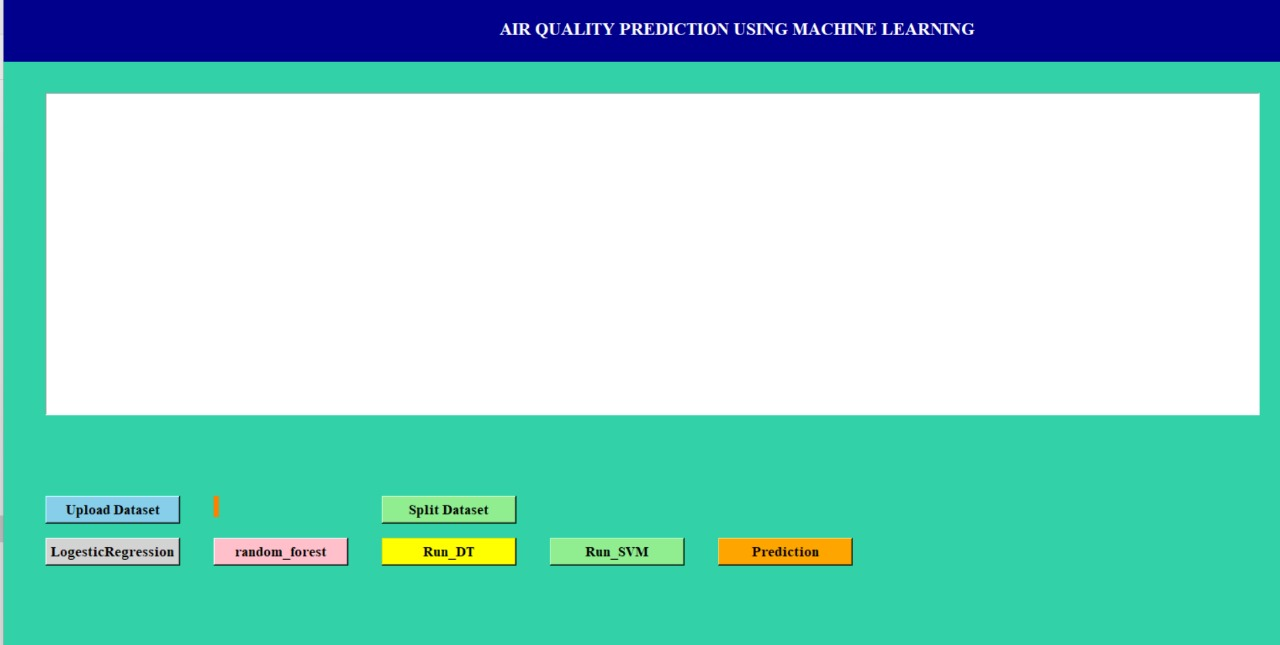 AIR QUALITY PREDICTION USING MACHINE LEARNING
Upload Dataset
Split Dataset
LogesticRegression
random_forest
Run_DT
Run_SVM
Prediction